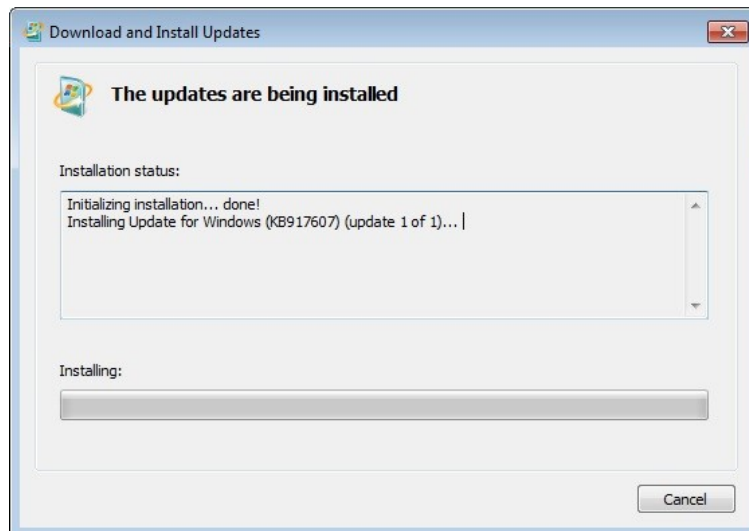 Download and Install Updates
The updates are being installed
Installation status:
Initializing installation... done!
Installing Update for Windows (KB917607) (update 1 of 1)...
Installing:
Cancel